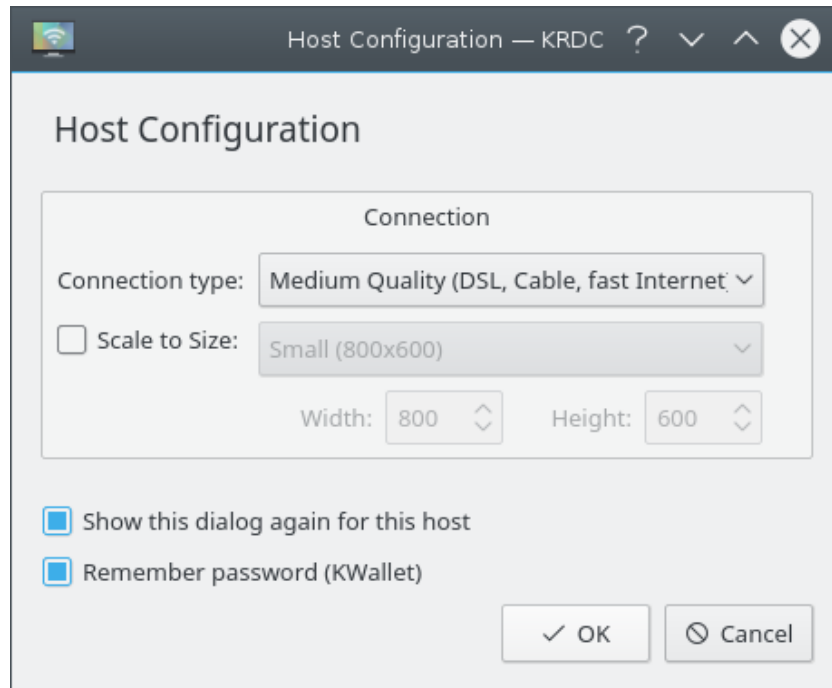 Host Configuration — KRDC
Host Configuration
Connection
Connection type: Medium Quality (DSL, Cable, fast Internet)
Scale to Size: Small (800x600)
Width: 800 Height: 600
Show this dialog again for this host
Remember password (KWallet)
OK Cancel